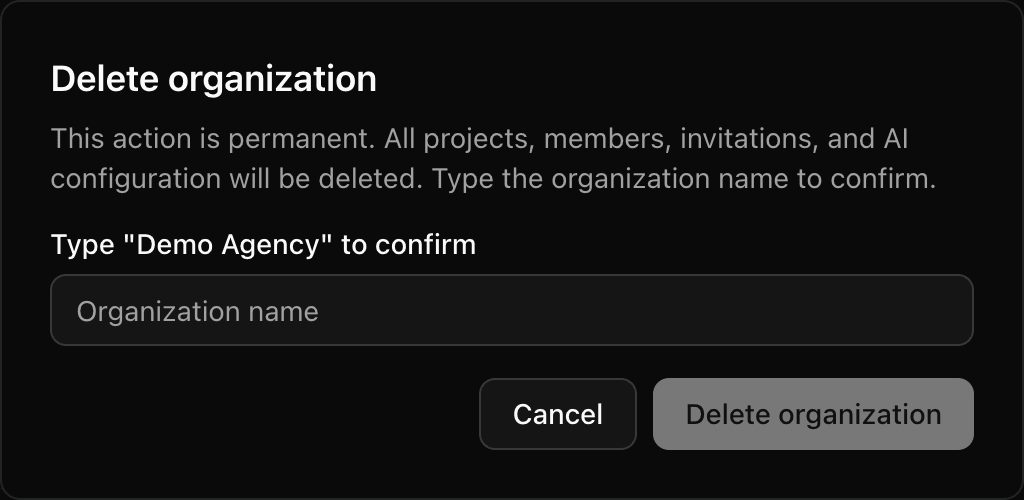 Delete organization
This action is permanent. All projects, members, invitations, and AI
configuration will be deleted. Type the organization name to confirm.
Type "Demo Agency" to confirm
Organization name
Cancel
Delete organization